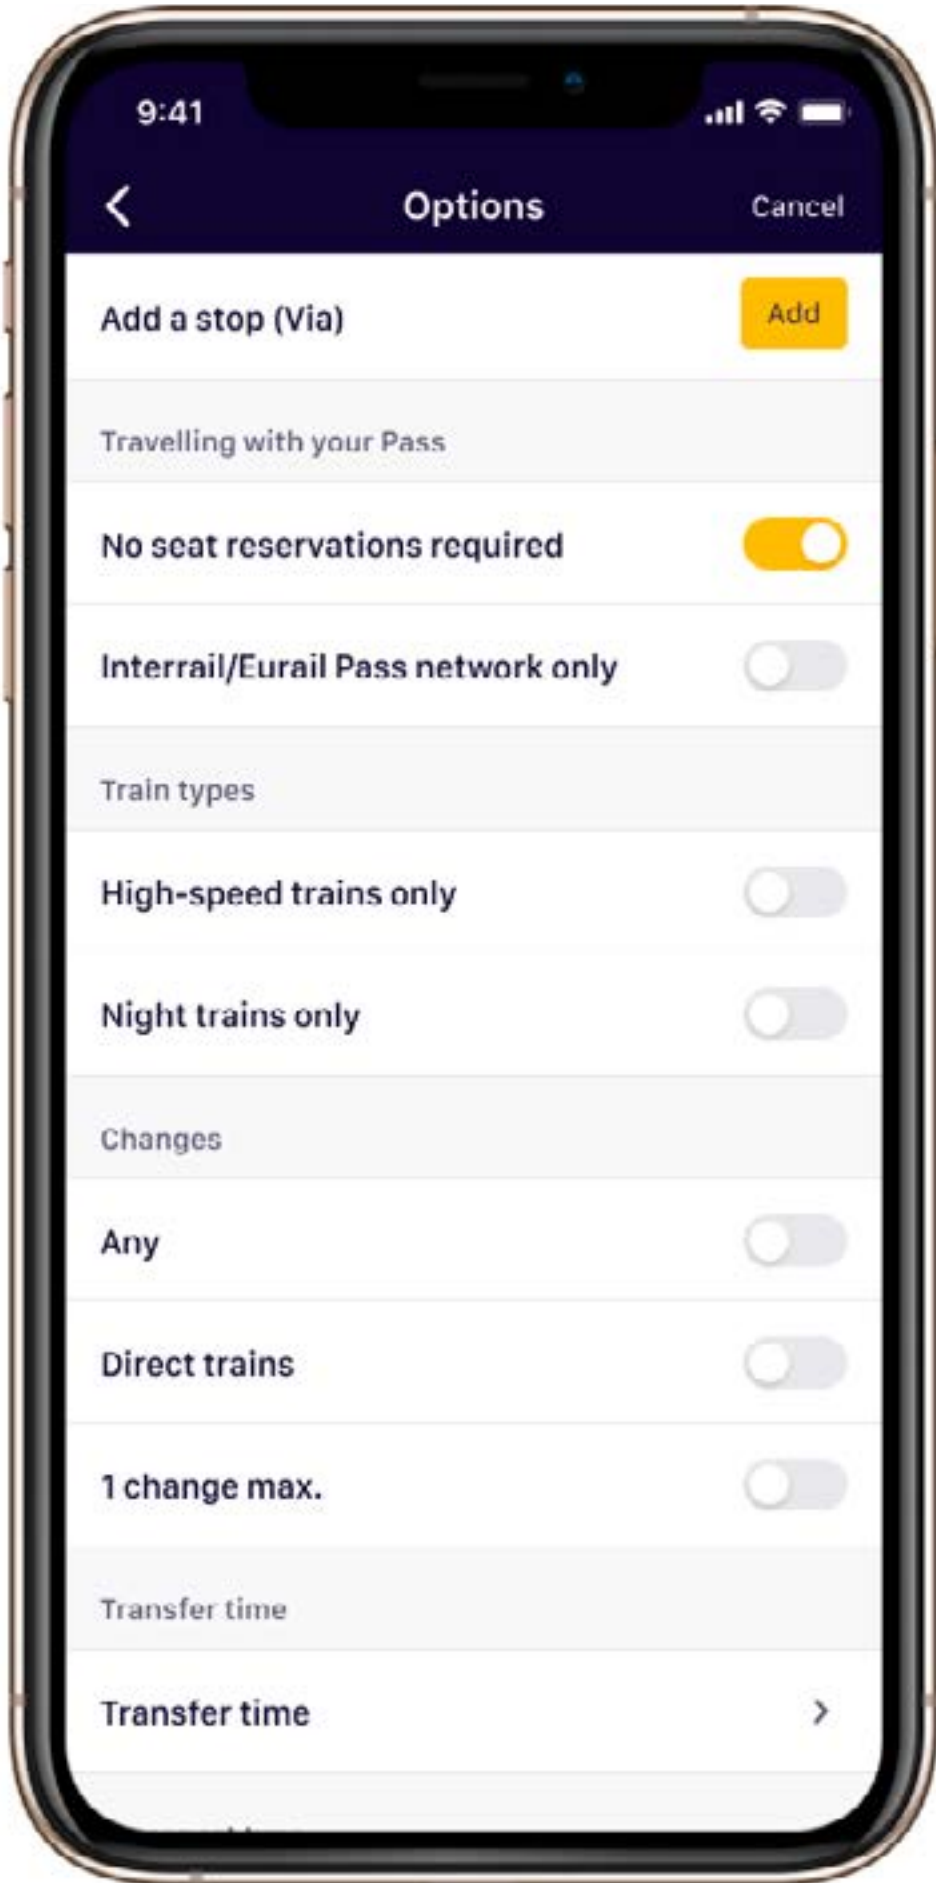 9:41
Options
Cancel
Add a stop (Via)
Add
Travelling with your Pass
No seat reservations required
Interrail/Eurail Pass network only
Train types
High-speed trains only
Night trains only
Changes
Any
Direct trains
1 change max.
Transfer time
Transfer time